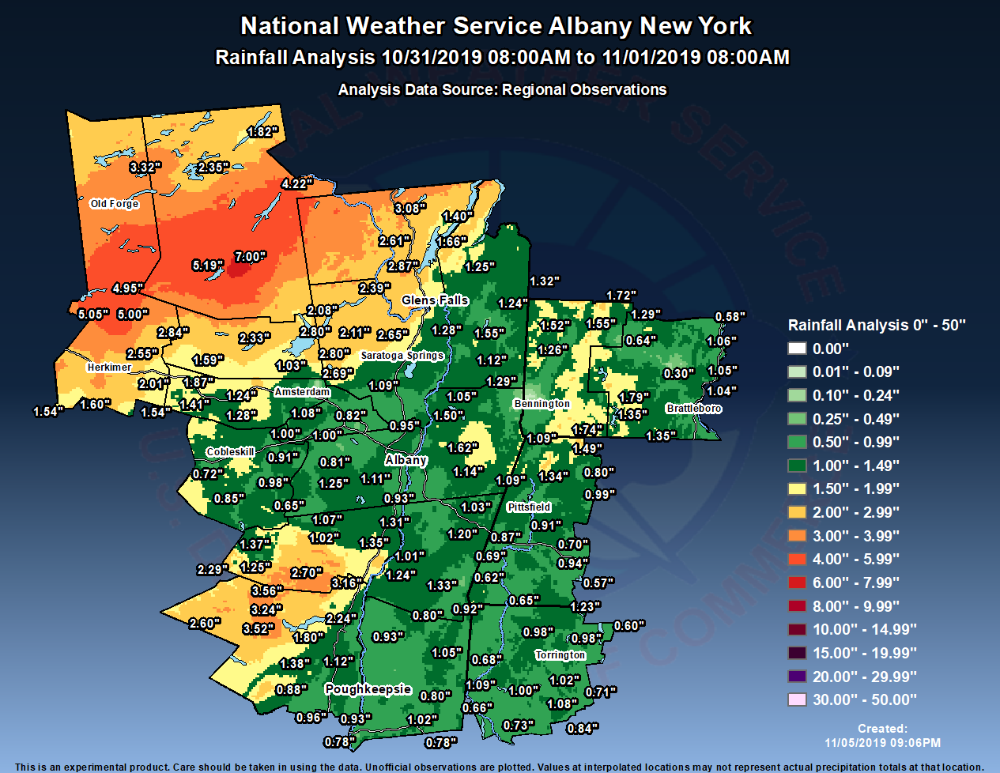 National Weather Service Albany New York
Rainfall Analysis 10/31/2019 08:00AM to 11/01/2019 08:00AM
Analysis Data Source: Regional Observations
1.82"
3.32" 2.35"
4.22"
Old Forge 3.08"
1.40"
2.61" 1.66"
5.19" 7.00"
2.87" 1.25"
4.95" 2.39" 1.32"
Glens Falls 1.24" 1.72"
5.05" 5.00" 2.08" 1.29" 0.58"
2.84" 2.33" 2.80" 2.11" 2.65" 1.28" 1.55" 1.52" 1.55"
0.64" 1.06"
2.55" 1.59" 2.80" Saratoga Springs 1.12" 1.26"
Herkimer 1.03" 2.69" 0.30" 1.05"
2.01" 1.87" 1.09" 1.29"
1.24" Amsterdam 1.05" 1.79" 1.04"
1.60" 1.41" Bennington Brattleboro
1.54" 1.54" 1.28" 1.08" 0.82" 1.50" 1.35"
0.95" 1.74"
1.00" 1.00" 1.09" 1.35"
Cobleskill 0.91" 0.81" Albany 1.62" 1.49"
0.72" 0.98" 1.25" 1.11" 1.14" 1.09" 1.34" 0.80"
0.85" 0.65" 0.93" 1.03" Pittsfield 0.99"
1.07" 1.31" 0.91"
1.37" 1.02" 1.35" 1.20" 0.87" 0.70"
1.01" 0.69" 0.94"
2.29" 1.25" 2.70" 1.24" 0.62"
3.56" 3.16" 1.33" 0.57"
3.24" 0.65" 1.23"
2.60" 2.24" 0.80" 0.92"
3.52" 1.80" 0.93" 0.98" 0.98" 0.60"
1.38" 1.12" 1.05" 0.68" Torrington
0.88" Poughkeepsie 1.09" 1.00" 1.02" 0.71"
0.80" 0.66" 1.08"
0.96" 0.93" 1.02" 0.73" 0.84"
0.78" 0.78"
Rainfall Analysis 0" - 50"
0.00"
0.01" - 0.09"
0.10" - 0.24"
0.25" - 0.49"
0.50" - 0.99"
1.00" - 1.49"
1.50" - 1.99"
2.00" - 2.99"
3.00" - 3.99"
4.00" - 5.99"
6.00" - 7.99"
8.00" - 9.99"
10.00" - 14.99"
15.00" - 19.99"
20.00" - 29.99"
30.00" - 50.00"
Created:
11/05/2019 09:06PM
This is an experimental product. Care should be taken in using the data. Unofficial observations are plotted. Values at interpolated locations may not represent actual precipitation totals at that location.